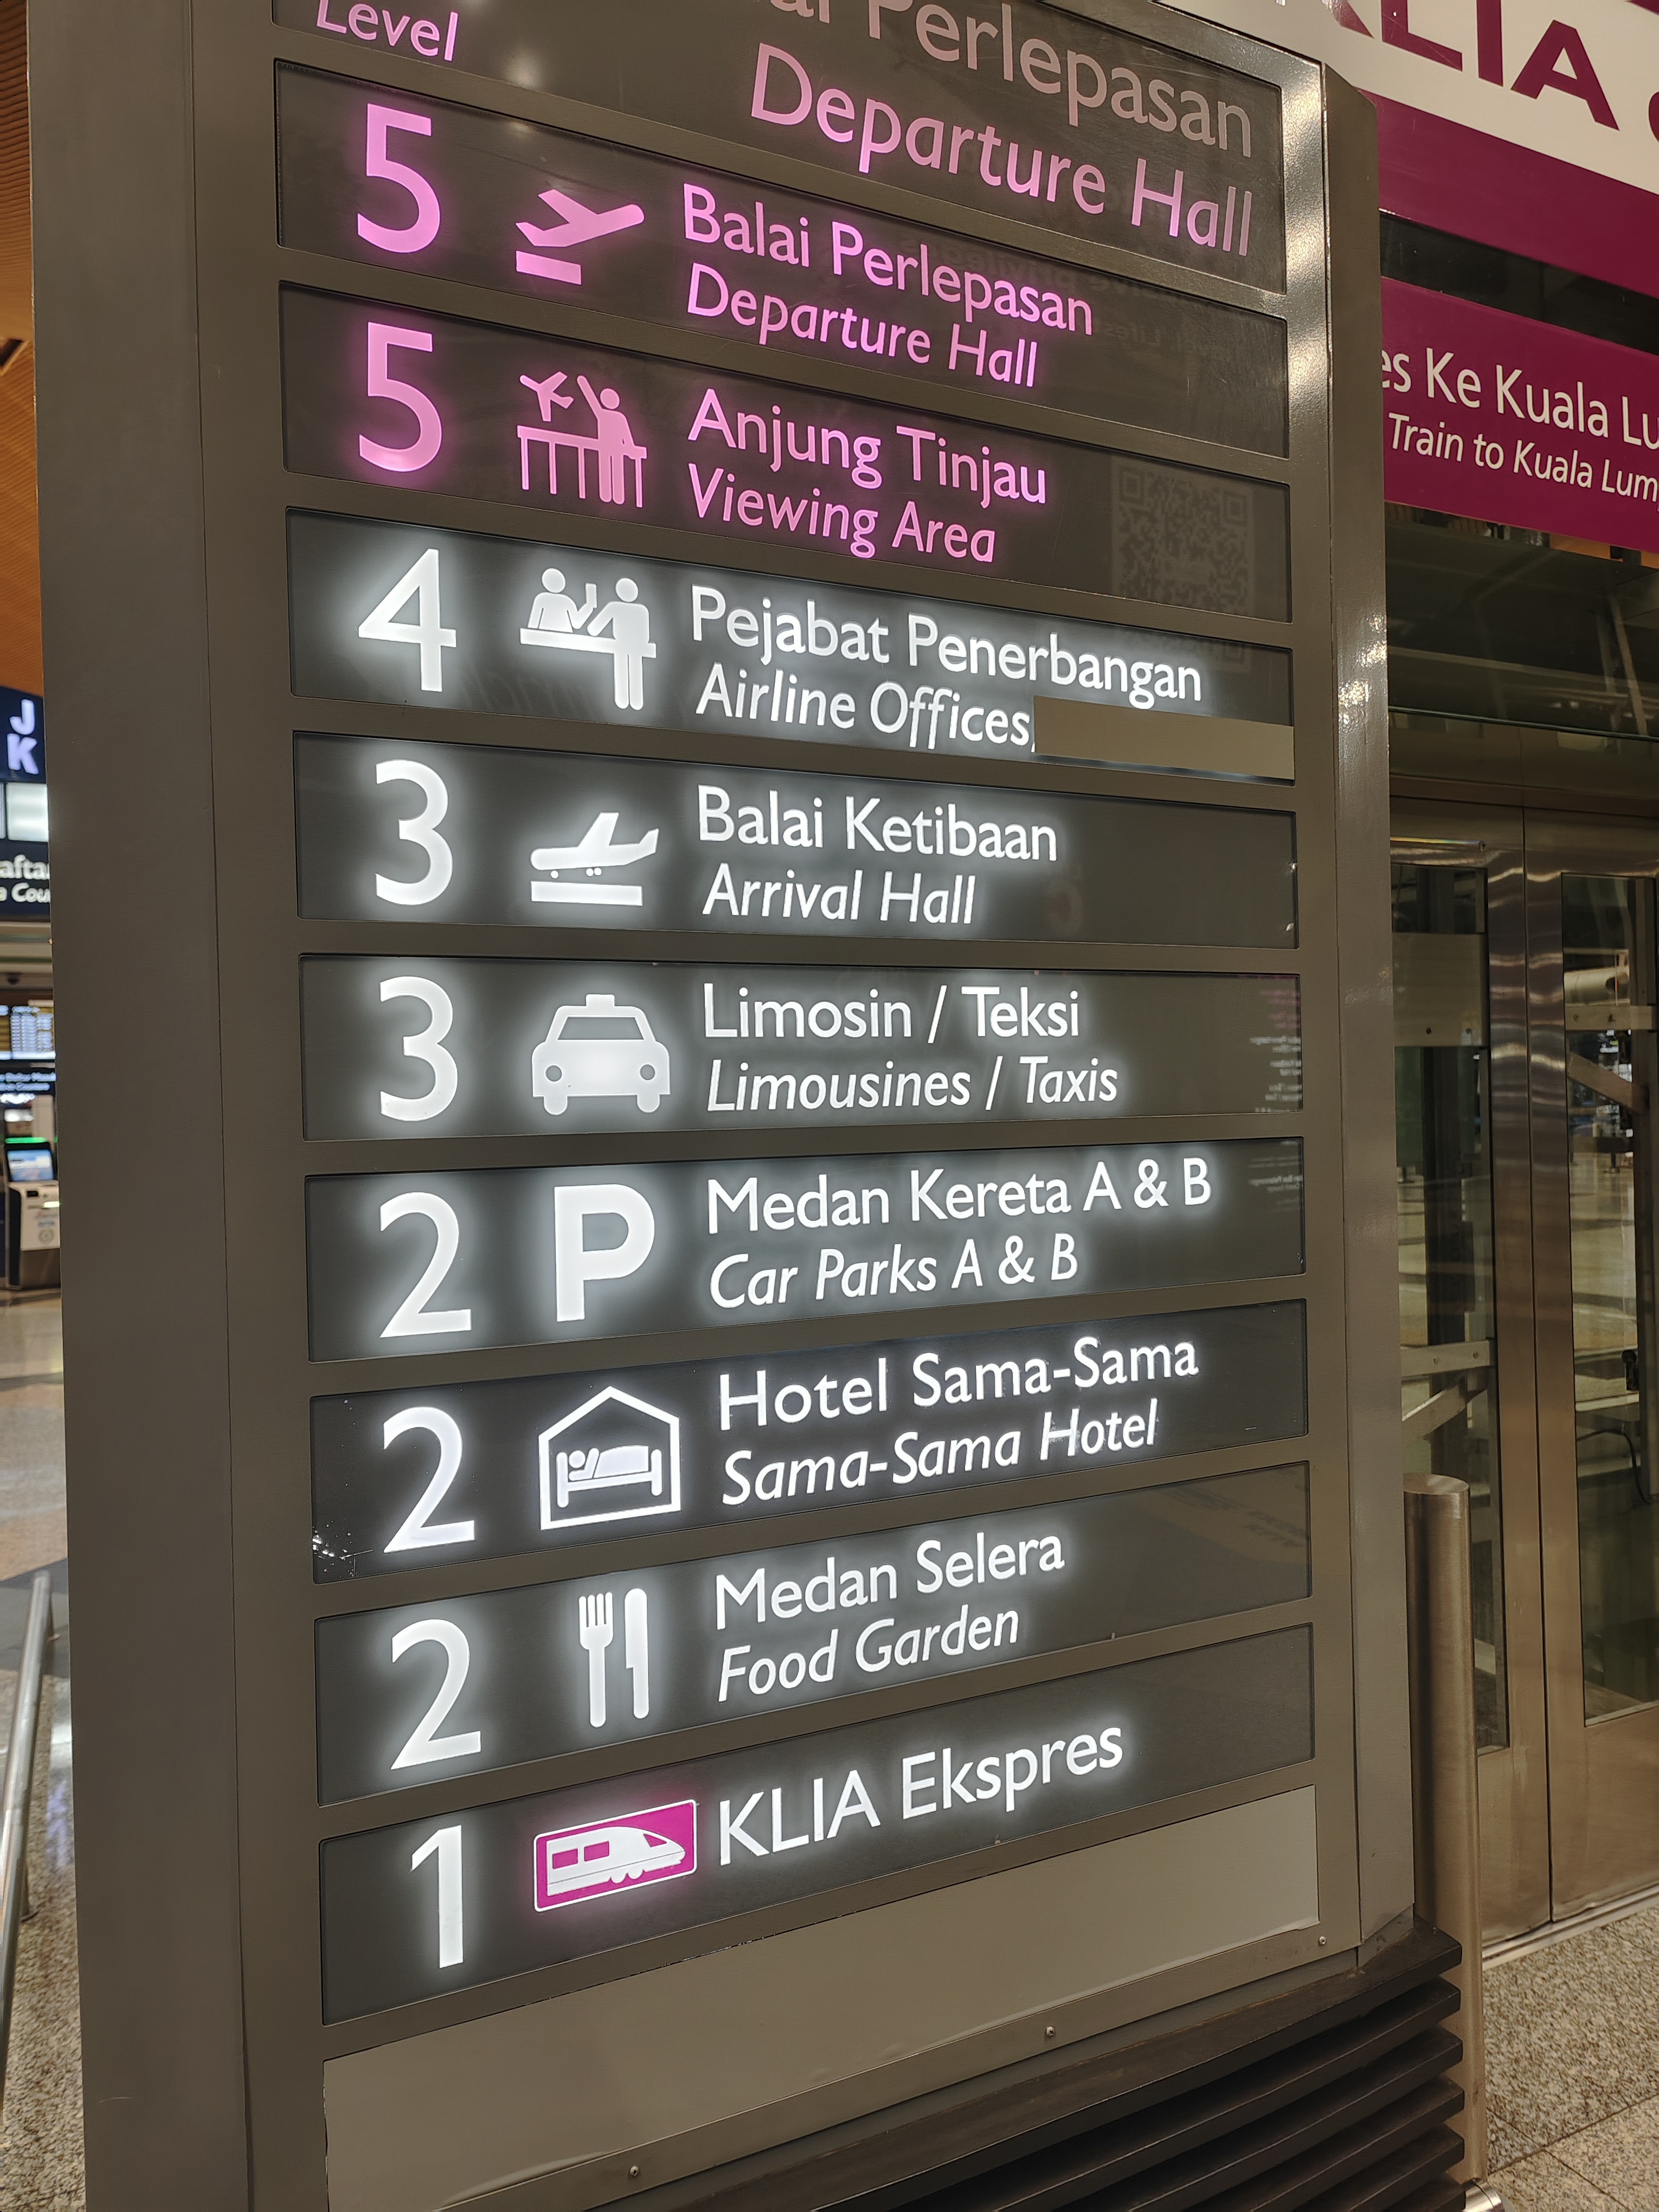 Level
Perlepasan
Departure Hall
5
Balai Perlepasan
Departure Hall
5
Anjung Tinjau
Viewing Area
4
Pejabat Penerbangan
Airline Offices
3
Balai Ketibaan
Arrival Hall
3
Limosin / Teksi
Limousines / Taxis
2
P
Medan Kereta A & B
Car Parks A & B
2
Hotel Sama-Sama
Sama-Sama Hotel
2
Medan Selera
Food Garden
1
KLIA Ekspres
Ke Kuala
Train to Kuala
J
K